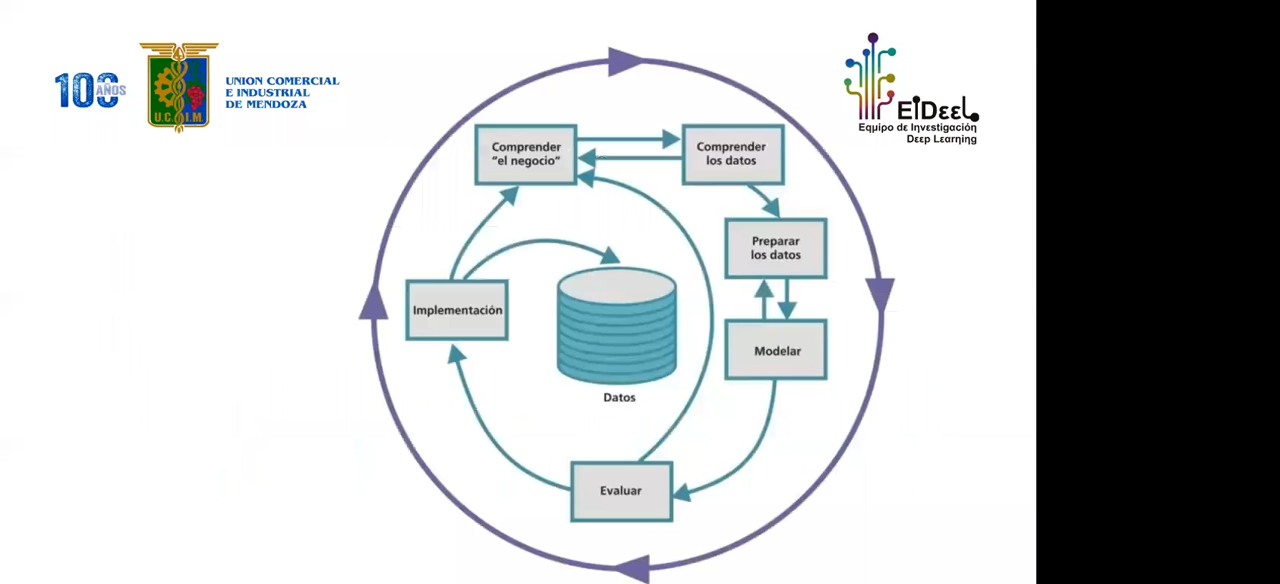 100 AÑOS
U.C.I.M.
UNION COMERCIAL
E INDUSTRIAL
DE MENDOZA
EIDeeL
Equipo de Investigación
Deep Learning
Comprender
"el negocio"
Comprender
los datos
Preparar
los datos
Implementación
Modelar
Datos
Evaluar